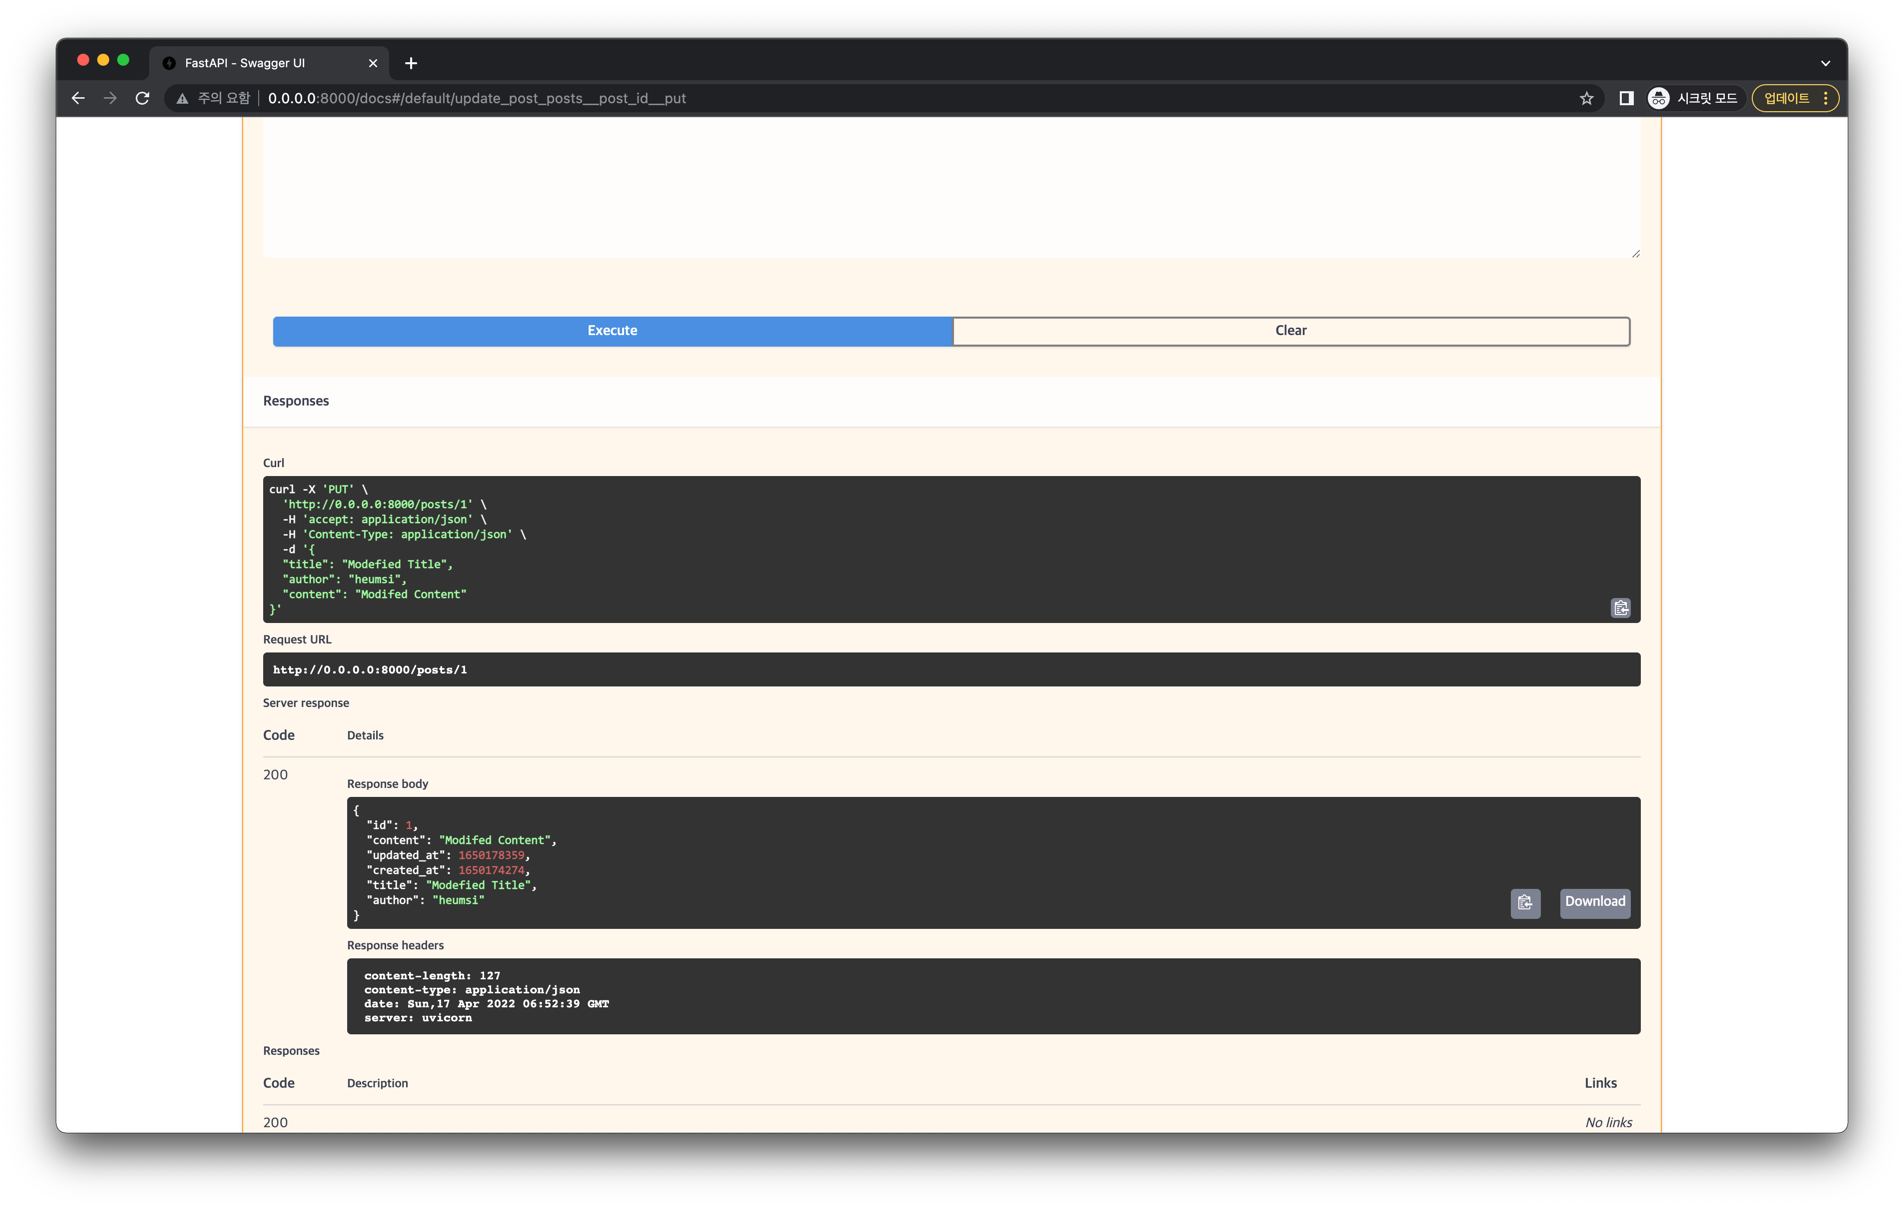 FastAPI - Swagger UI
주의 요함 0.0.0.0:8000/docs#/default/update_post_posts__post_id__put 시크릿 모드 업데이트
Execute Clear
Responses
Curl
curl -X 'PUT' \
'http://0.0.0.0:8000/posts/1' \
-H 'accept: application/json' \
-H 'Content-Type: application/json' \
-d '{
"title": "Modefied Title",
"author": "heumsi",
"content": "Modifed Content"
}'
Request URL
http://0.0.0.0:8000/posts/1
Server response
Code Details
200
Response body
{
"id": 1,
"content": "Modifed Content",
"updated_at": 1650178359,
"created_at": 1650174274,
"title": "Modefied Title",
"author": "heumsi"
}
Download
Response headers
content-length: 127
content-type: application/json
date: Sun,17 Apr 2022 06:52:39 GMT
server: uvicorn
Responses
Code Description Links
200 No links